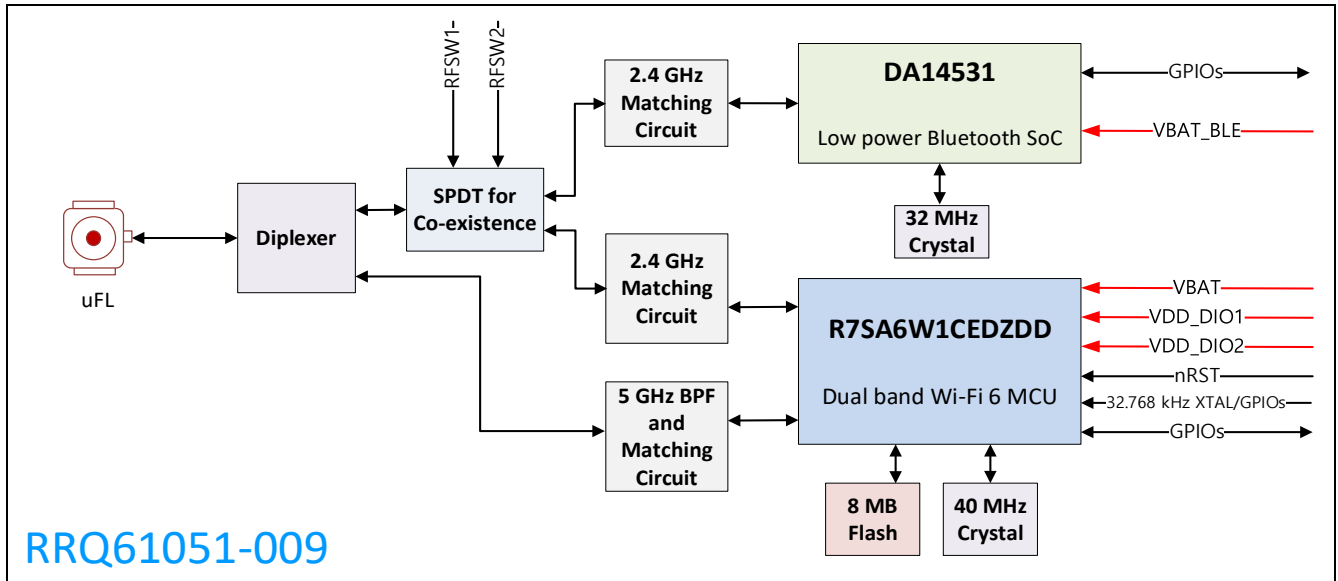 RFSW1-
RFSW2-
2.4 GHz
Matching
Circuit
DA14531
Low power Bluetooth SoC
GPIOs
VBAT_BLE
SPDT for
Co-existence
Diplexer
uFL
32 MHz
Crystal
2.4 GHz
Matching
Circuit
R7SA6W1CEDZDD
Dual band Wi-Fi 6 MCU
VBAT
VDD_DIO1
VDD_DIO2
nRST
32.768 kHz XTAL/GPIOs
GPIOs
5 GHz BPF
and
Matching
Circuit
8 MB
Flash
40 MHz
Crystal
RRQ61051-009